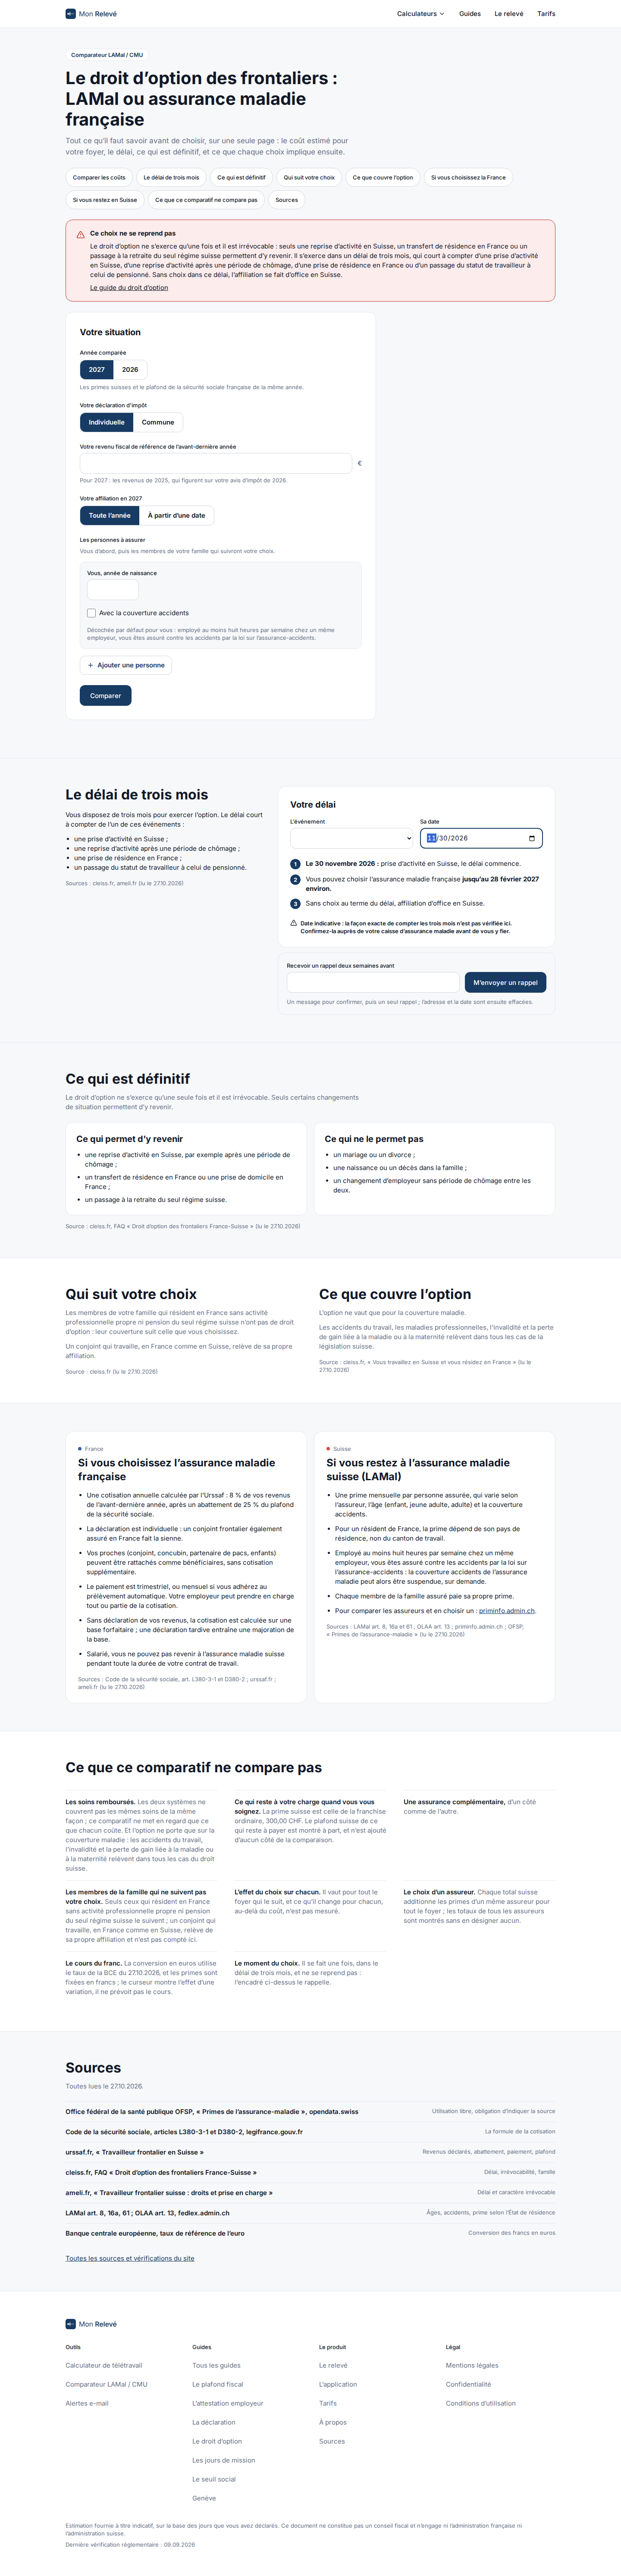 Mon Relevé
Calculateurs
Guides
Le relevé
Tarifs
Comparateur LAMal / CMU
Le droit d’option des frontaliers :
LAMal ou assurance maladie
française
Tout ce qu’il faut savoir avant de choisir, sur une seule page : le coût estimé pour
votre foyer, le délai, ce qui est définitif, et ce que chaque choix implique ensuite.
Comparer les coûts
Le délai de trois mois
Ce qui est définitif
Qui suit votre choix
Ce que couvre l’option
Si vous choisissez la France
Si vous restez en Suisse
Ce que ce comparatif ne compare pas
Sources
Ce choix ne se reprend pas
Le droit d’option ne s’exerce qu’une fois et il est irrévocable : seuls une reprise d’activité en Suisse, un transfert de résidence en France ou un
passage à la retraite du seul régime suisse permettent d’y revenir. Il s’exerce dans un délai de trois mois, qui court à compter d’une prise d’activité
en Suisse, d’une reprise d’activité après une période de chômage, d’une prise de résidence en France ou d’un passage du statut de travailleur à
celui de pensionné. Sans choix dans ce délai, l’affiliation se fait d’office en Suisse.
Le guide du droit d’option
Votre situation
Année comparée
2027
2026
Les primes suisses et le plafond de la sécurité sociale française de la même année.
Votre déclaration d’impôt
Individuelle
Commune
Votre revenu fiscal de référence de l’avant-dernière année
€
Pour 2027 : les revenus de 2025, qui figurent sur votre avis d’impôt de 2026.
Votre affiliation en 2027
Toute l’année
À partir d’une date
Les personnes à assurer
Vous d’abord, puis les membres de votre famille qui suivront votre choix.
Vous, année de naissance
Avec la couverture accidents
Décochée par défaut pour vous : employé au moins huit heures par semaine chez un même
employeur, vous êtes assuré contre les accidents par la loi sur l’assurance-accidents.
Ajouter une personne
Comparer
Le délai de trois mois
Vous disposez de trois mois pour exercer l’option. Le délai court
à compter de l’un de ces événements :
• une prise d’activité en Suisse ;
• une reprise d’activité après une période de chômage ;
• une prise de résidence en France ;
• un passage du statut de travailleur à celui de pensionné.
Sources : cleiss.fr, ameli.fr (lu le 27.10.2026)
Votre délai
L’événement
Sa date
11/30/2026
1 Le 30 novembre 2026 : prise d’activité en Suisse, le délai commence.
2 Vous pouvez choisir l’assurance maladie française jusqu’au 28 février 2027
environ.
3 Sans choix au terme du délai, affiliation d’office en Suisse.
Date indicative : la façon exacte de compter les trois mois n’est pas vérifiée ici.
Confirmez-la auprès de votre caisse d’assurance maladie avant de vous y fier.
Recevoir un rappel deux semaines avant
M’envoyer un rappel
Un message pour confirmer, puis un seul rappel ; l’adresse et la date sont ensuite effacées.
Ce qui est définitif
Le droit d’option ne s’exerce qu’une seule fois et il est irrévocable. Seuls certains changements
de situation permettent d’y revenir.
Ce qui permet d’y revenir
• une reprise d’activité en Suisse, par exemple après une période de
chômage ;
• un transfert de résidence en France ou une prise de domicile en
France ;
• un passage à la retraite du seul régime suisse.
Ce qui ne le permet pas
• un mariage ou un divorce ;
• une naissance ou un décès dans la famille ;
• un changement d’employeur sans période de chômage entre les
deux.
Source : cleiss.fr, FAQ « Droit d’option des frontaliers France-Suisse » (lu le 27.10.2026)
Qui suit votre choix
Les membres de votre famille qui résident en France sans activité
professionnelle propre ni pension du seul régime suisse n’ont pas de droit
d’option : leur couverture suit celle que vous choisissez.
Un conjoint qui travaille, en France comme en Suisse, relève de sa propre
affiliation.
Source : cleiss.fr (lu le 27.10.2026)
Ce que couvre l’option
L’option ne vaut que pour la couverture maladie.
Les accidents du travail, les maladies professionnelles, l’invalidité et la perte
de gain liée à la maladie ou à la maternité relèvent dans tous les cas de la
législation suisse.
Source : cleiss.fr, « Vous travaillez en Suisse et vous résidez en France » (lu le
27.10.2026)
France
Si vous choisissez l’assurance maladie
française
• Une cotisation annuelle calculée par l’Urssaf : 8 % de vos revenus
de l’avant-dernière année, après un abattement de 25 % du plafond
de la sécurité sociale.
• La déclaration est individuelle : un conjoint frontalier également
assuré en France fait la sienne.
• Vos proches (conjoint, concubin, partenaire de pacs, enfants)
peuvent être rattachés comme bénéficiaires, sans cotisation
supplémentaire.
• Le paiement est trimestriel, ou mensuel si vous adhérez au
prélèvement automatique. Votre employeur peut prendre en charge
tout ou partie de la cotisation.
• Sans déclaration de vos revenus, la cotisation est calculée sur une
base forfaitaire ; une déclaration tardive entraîne une majoration de
la base.
• Salarié, vous ne pouvez pas revenir à l’assurance maladie suisse
pendant toute la durée de votre contrat de travail.
Sources : Code de la sécurité sociale, art. L380-3-1 et D380-2 ; urssaf.fr ;
ameli.fr (lu le 27.10.2026)
Suisse
Si vous restez à l’assurance maladie
suisse (LAMal)
• Une prime mensuelle par personne assurée, qui varie selon
l’assureur, l’âge (enfant, jeune adulte, adulte) et la couverture
accidents.
• Pour un résident de France, la prime dépend de son pays de
résidence, non du canton de travail.
• Employé au moins huit heures par semaine chez un même
employeur, vous êtes assuré contre les accidents par la loi sur
l’assurance-accidents : la couverture accidents de l’assurance
maladie peut alors être suspendue, sur demande.
• Chaque membre de la famille assuré paie sa propre prime.
• Pour comparer les assureurs et en choisir un : priminfo.admin.ch.
Sources : LAMal art. 8, 16a et 61 ; OLAA art. 13 ; priminfo.admin.ch ; OFSP,
« Primes de l’assurance-maladie » (lu le 27.10.2026)
Ce que ce comparatif ne compare pas
Les soins remboursés. Les deux systèmes ne
couvrent pas les mêmes soins de la même
façon ; ce comparatif ne met en regard que ce
que chacun coûte. Et l’option ne porte que sur la
couverture maladie : les accidents du travail,
l’invalidité et la perte de gain liée à la maladie ou
à la maternité relèvent dans tous les cas du droit
suisse.
Ce qui reste à votre charge quand vous vous
soignez. La prime suisse est celle de la franchise
ordinaire, 300,00 CHF. Le plafond suisse de ce
qui reste à payer est montré à part, et n’est ajouté
d’aucun côté de la comparaison.
Une assurance complémentaire, d’un côté
comme de l’autre.
Les membres de la famille qui ne suivent pas
votre choix. Seuls ceux qui résident en France
sans activité professionnelle propre ni pension
du seul régime suisse le suivent ; un conjoint qui
travaille, en France comme en Suisse, relève de
sa propre affiliation et n’est pas compté ici.
L’effet du choix sur chacun. Il vaut pour tout le
foyer qui le suit, et ce qu’il change pour chacun,
au-delà du coût, n’est pas mesuré.
Le choix d’un assureur. Chaque total suisse
additionne les primes d’un même assureur pour
tout le foyer ; les totaux de tous les assureurs
sont montrés sans en désigner aucun.
Le cours du franc. La conversion en euros utilise
le taux de la BCE du 27.10.2026, et les primes sont
fixées en francs ; le curseur montre l’effet d’une
variation, il ne prévoit pas le cours.
Le moment du choix. Il se fait une fois, dans le
délai de trois mois, et ne se reprend pas :
l’encadré ci-dessus le rappelle.
Sources
Toutes lues le 27.10.2026.
Office fédéral de la santé publique OFSP, « Primes de l’assurance-maladie », opendata.swiss
Utilisation libre, obligation d’indiquer la source
Code de la sécurité sociale, articles L380-3-1 et D380-2, legifrance.gouv.fr
La formule de la cotisation
urssaf.fr, « Travailleur frontalier en Suisse »
Revenus déclarés, abattement, paiement, plafond
cleiss.fr, FAQ « Droit d’option des frontaliers France-Suisse »
Délai, irrévocabilité, famille
ameli.fr, « Travailleur frontalier suisse : droits et prise en charge »
Délai et caractère irrévocable
LAMal art. 8, 16a, 61 ; OLAA art. 13, fedlex.admin.ch
Âges, accidents, prime selon l’État de résidence
Banque centrale européenne, taux de référence de l’euro
Conversion des francs en euros
Toutes les sources et vérifications du site
Mon Relevé
Outils
Calculateur de télétravail
Comparateur LAMal / CMU
Alertes e-mail
Guides
Tous les guides
Le plafond fiscal
L’attestation employeur
La déclaration
Le droit d’option
Les jours de mission
Le seuil social
Genève
Le produit
Le relevé
L’application
Tarifs
À propos
Sources
Légal
Mentions légales
Confidentialité
Conditions d’utilisation
Estimation fournie à titre indicatif, sur la base des jours que vous avez déclarés. Ce document ne constitue pas un conseil fiscal et n’engage ni l’administration française ni
l’administration suisse.
Dernière vérification réglementaire : 09.09.2026